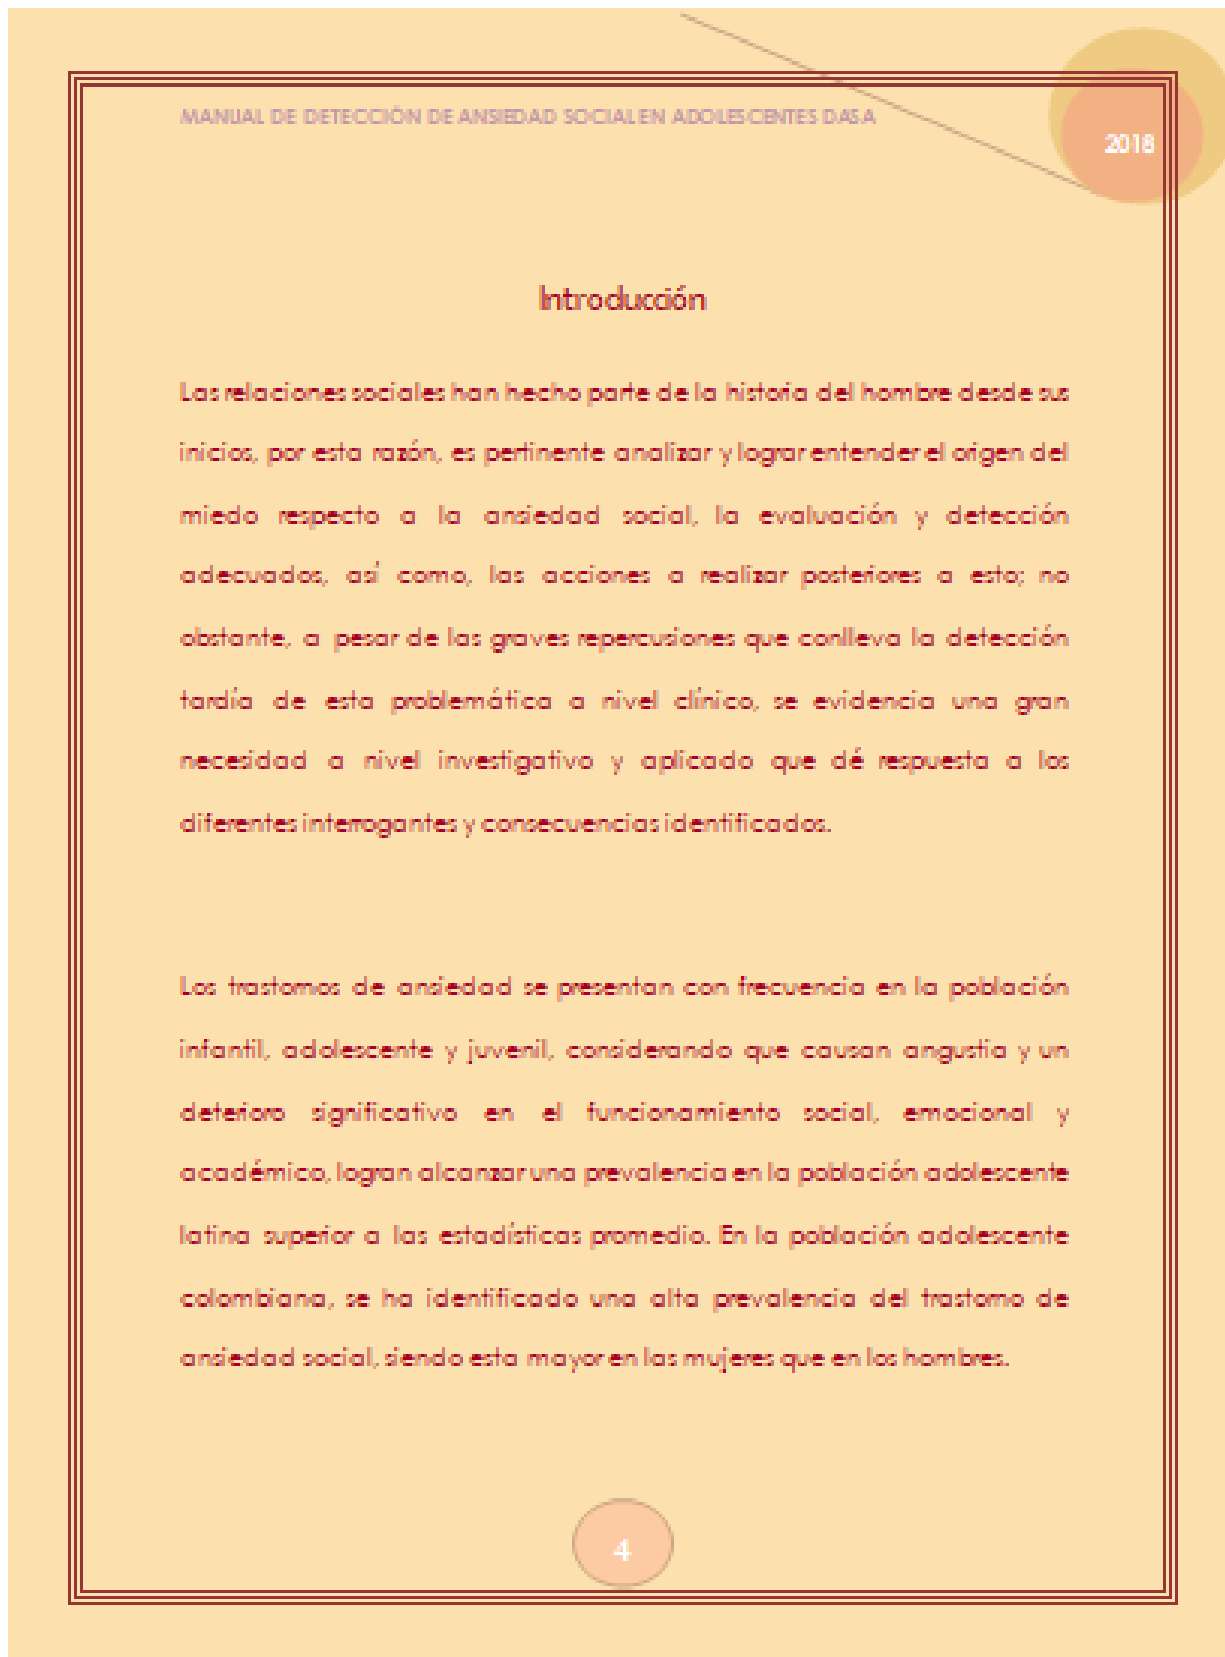 MANUAL DE DETECCIÓN DE ANSIEDAD SOCIAL EN ADOLESCENTES DASA
2018
Introducción
Las relaciones sociales han hecho parte de la historia del hombre desde sus
inicios, por esta razón, es pertinente analizar y lograr entender el origen del
miedo respecto a la ansiedad social, la evaluación y detección
adecuados, así como, las acciones a realizar posteriores a esto; no
obstante, a pesar de las graves repercusiones que conlleva la detección
tardía de esta problemática a nivel clínico, se evidencia una gran
necesidad a nivel investigativo y aplicado que dé respuesta a los
diferentes interrogantes y consecuencias identificados.
Los trastornos de ansiedad se presentan con frecuencia en la población
infantil, adolescente y juvenil, considerando que causan angustia y un
deterioro significativo en el funcionamiento social, emocional y
académico, logran alcanzar una prevalencia en la población adolescente
latina superior a las estadísticas promedio. En la población adolescente
colombiana, se ha identificado una alta prevalencia del trastorno de
ansiedad social, siendo esta mayor en las mujeres que en los hombres.
4